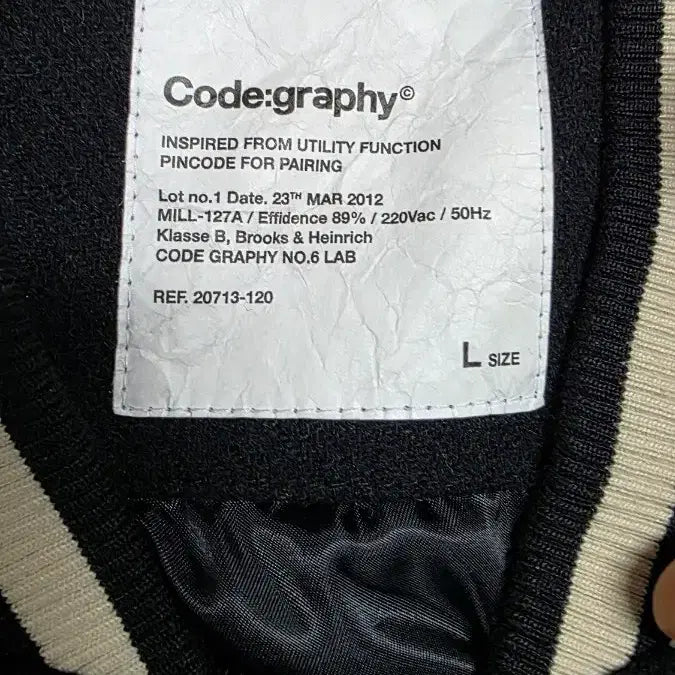 Code:graphy©
INSPIRED FROM UTILITY FUNCTION
PINCODE FOR PAIRING
Lot no.1 Date. 23TH MAR 2012
MILL-127A / Effidence 89% / 220Vac / 50Hz
Klasse B, Brooks & Heinrich
CODE GRAPHY NO.6 LAB
REF. 20713-120
L SIZE